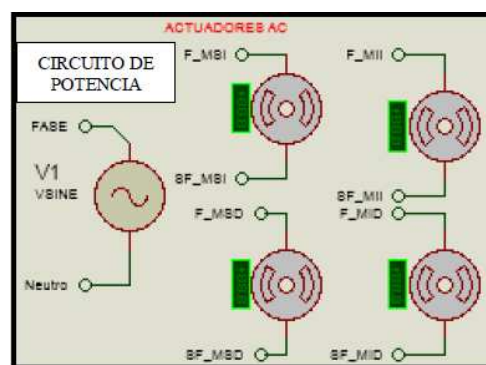 ACTUADORES AC
CIRCUITO DE
POTENCIA
F_MSI
F_MII
FASE
V1
VSINE
SF_MSI
SF_MII
F_MSD
F_MID
Neutro
SF_MSD
SF_MID